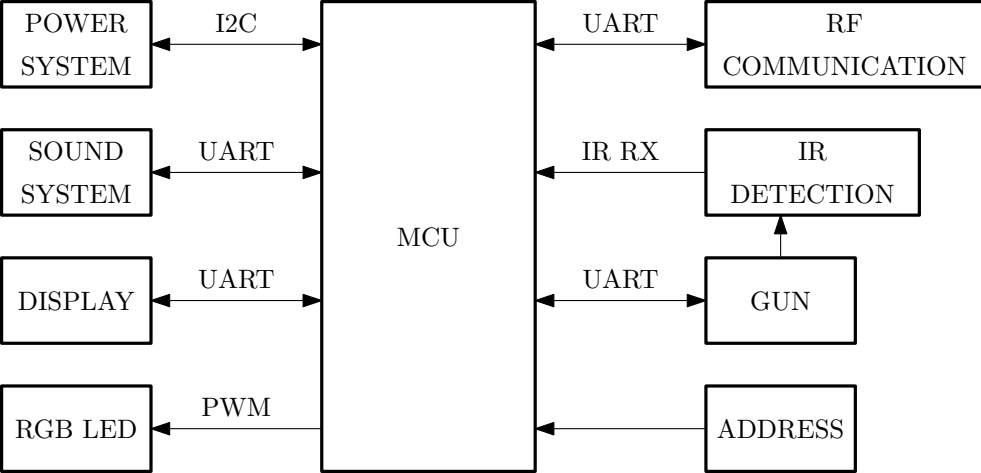 POWER
SYSTEM
I2C
UART
RF
COMMUNICATION
SOUND
SYSTEM
UART
IR RX
IR
DETECTION
MCU
DISPLAY
UART
UART
GUN
RGB LED
PWM
ADDRESS